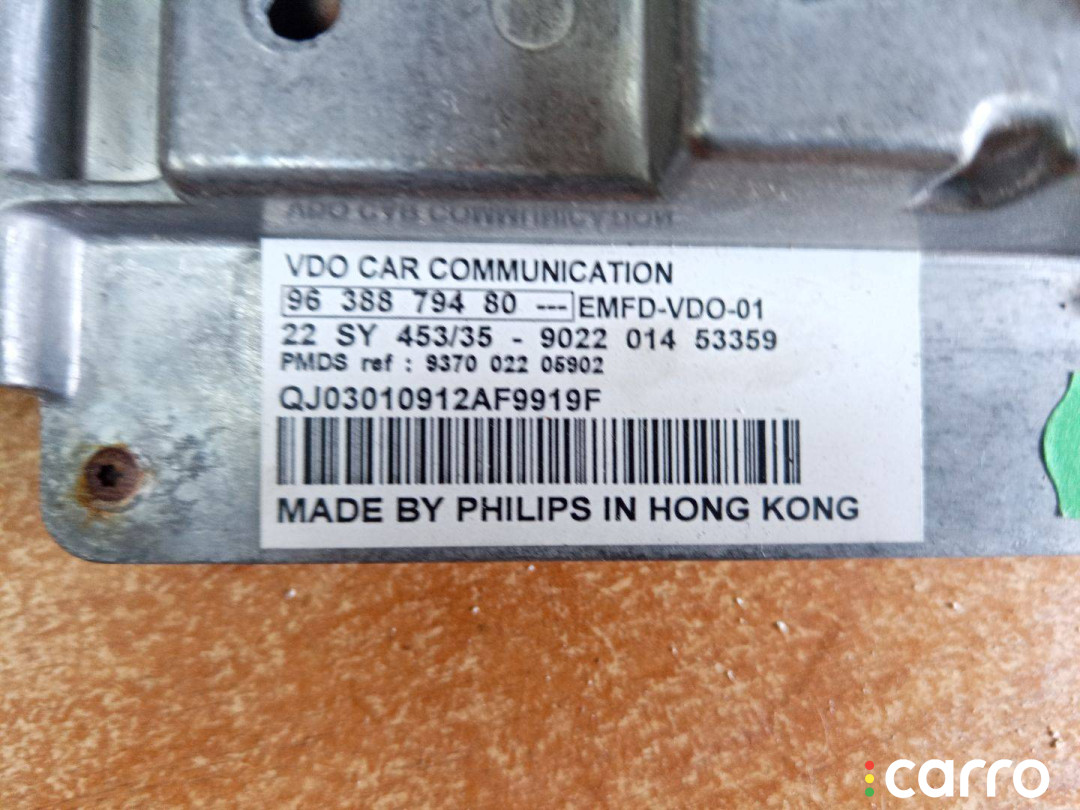 VDO CAR COMMUNICATION
96 388 794 80 --- EMFD-VDO-01
22 SY 453/35 - 9022 014 53359
PMDS ref : 9370 022 05902
QJ03010912AF9919F
MADE BY PHILIPS IN HONG KONG
carro